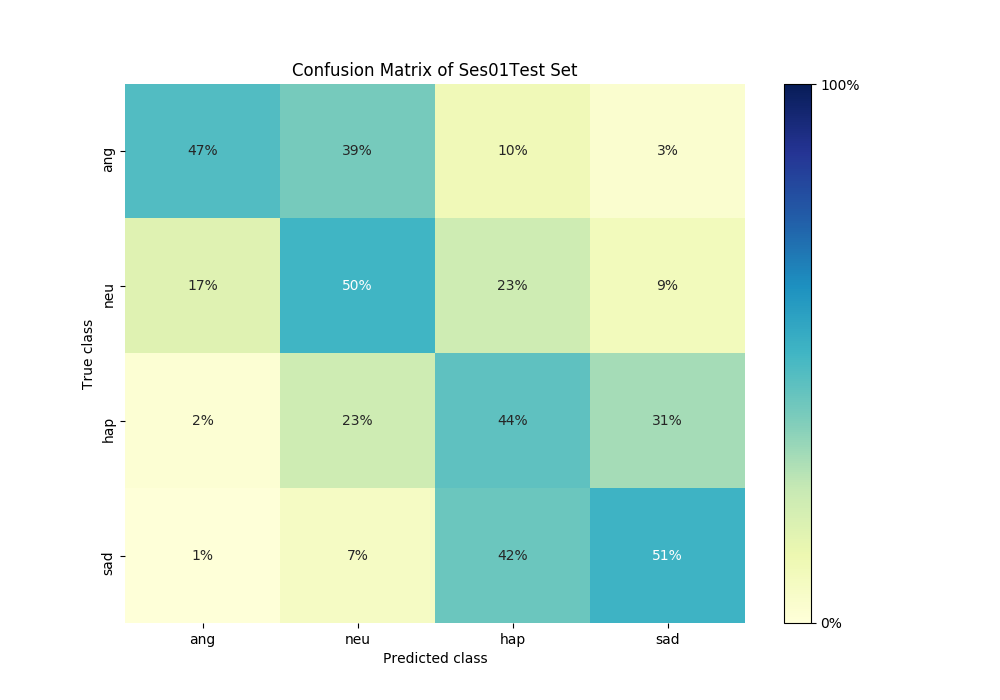 Confusion Matrix of Ses01Test Set
100%
ang 47% 39% 10% 3%
neu 17% 50% 23% 9%
True class
hap 2% 23% 44% 31%
sad 1% 7% 42% 51%
0%
ang neu hap sad
Predicted class